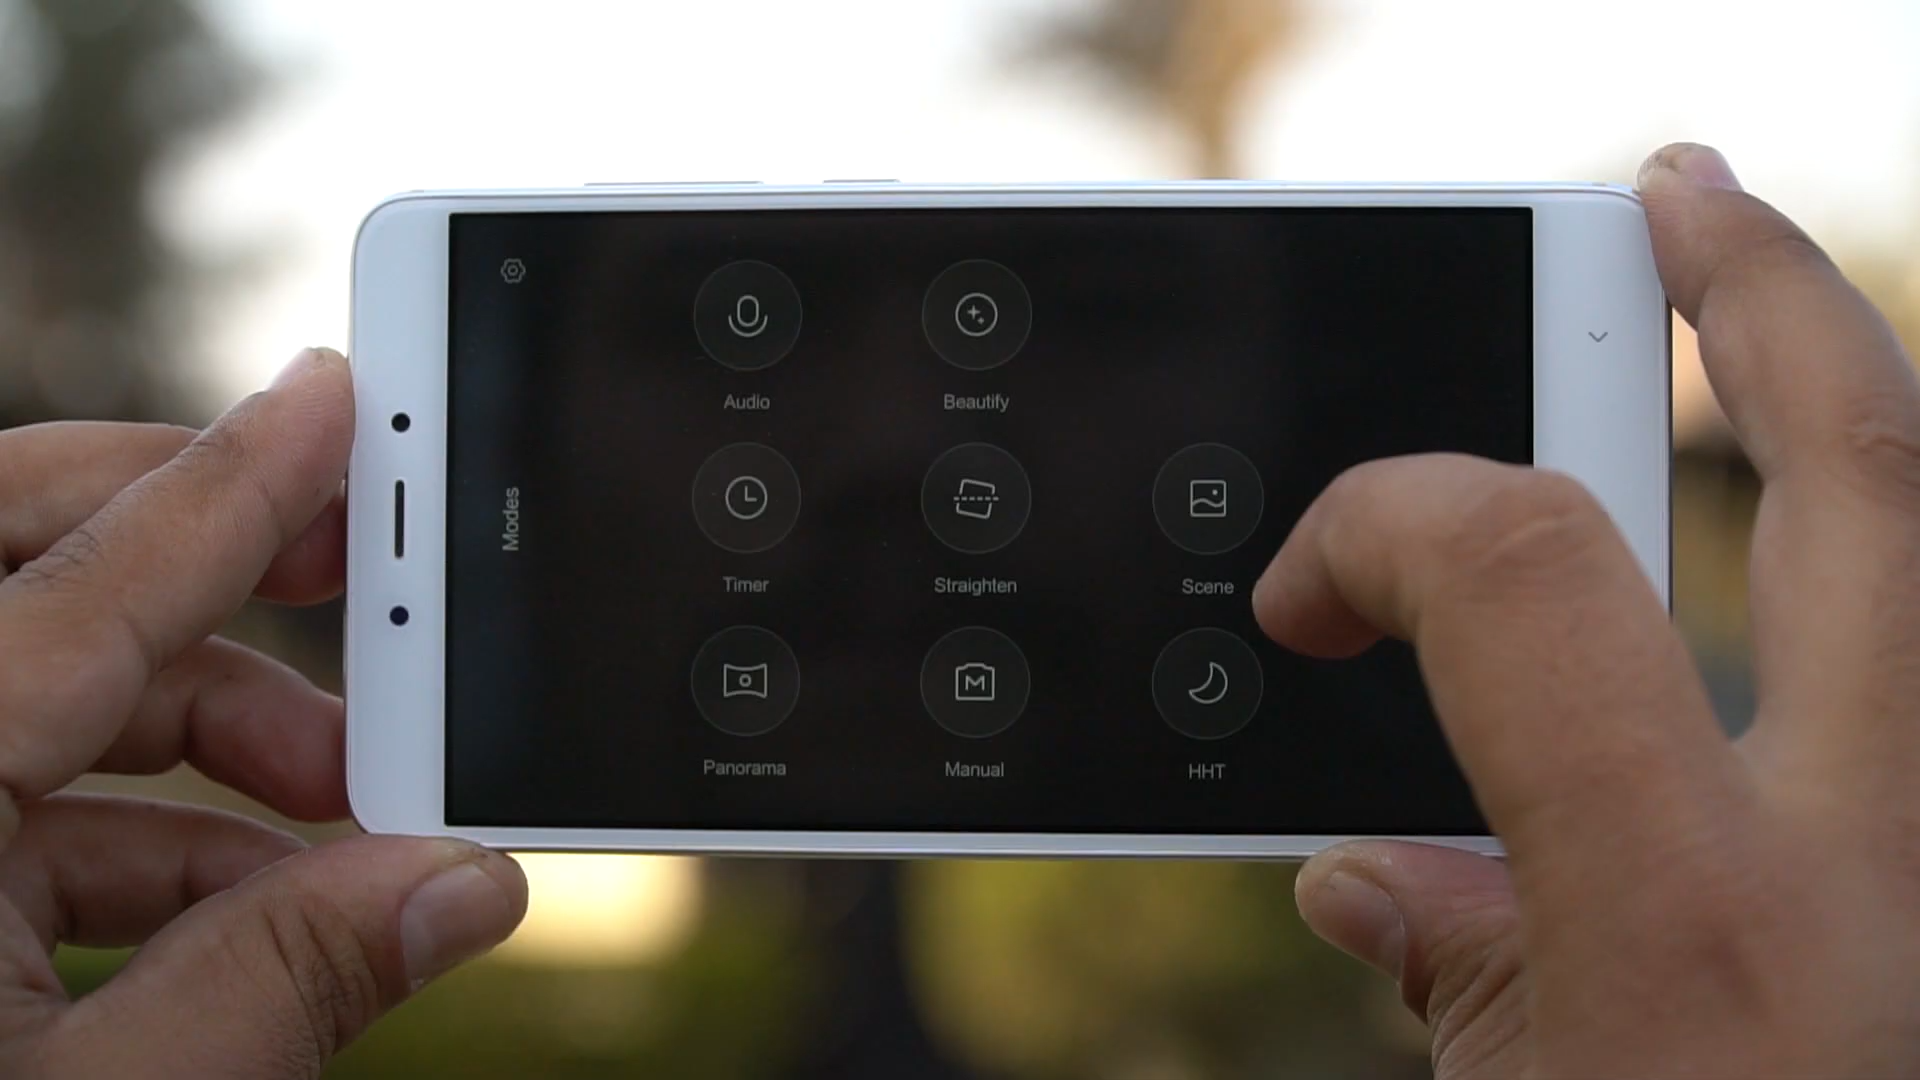 Modes
Audio
Beautify
Timer
Straighten
Scene
Panorama
Manual
HHT